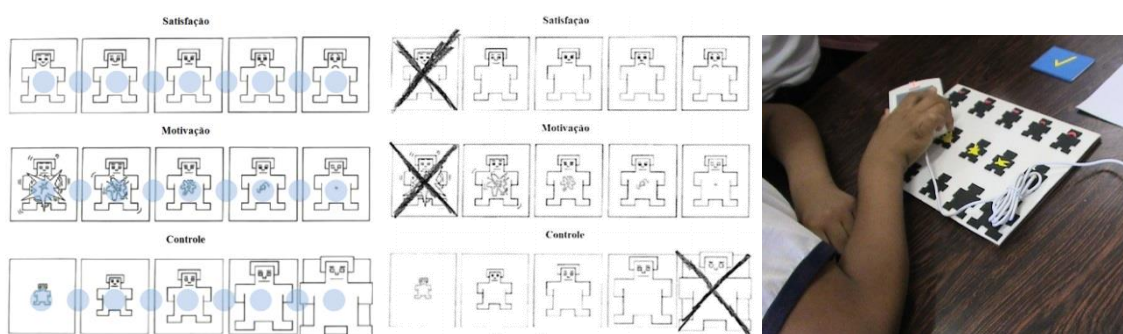 Satisfação
Motivação
Controle
Satisfação
Motivação
Controle